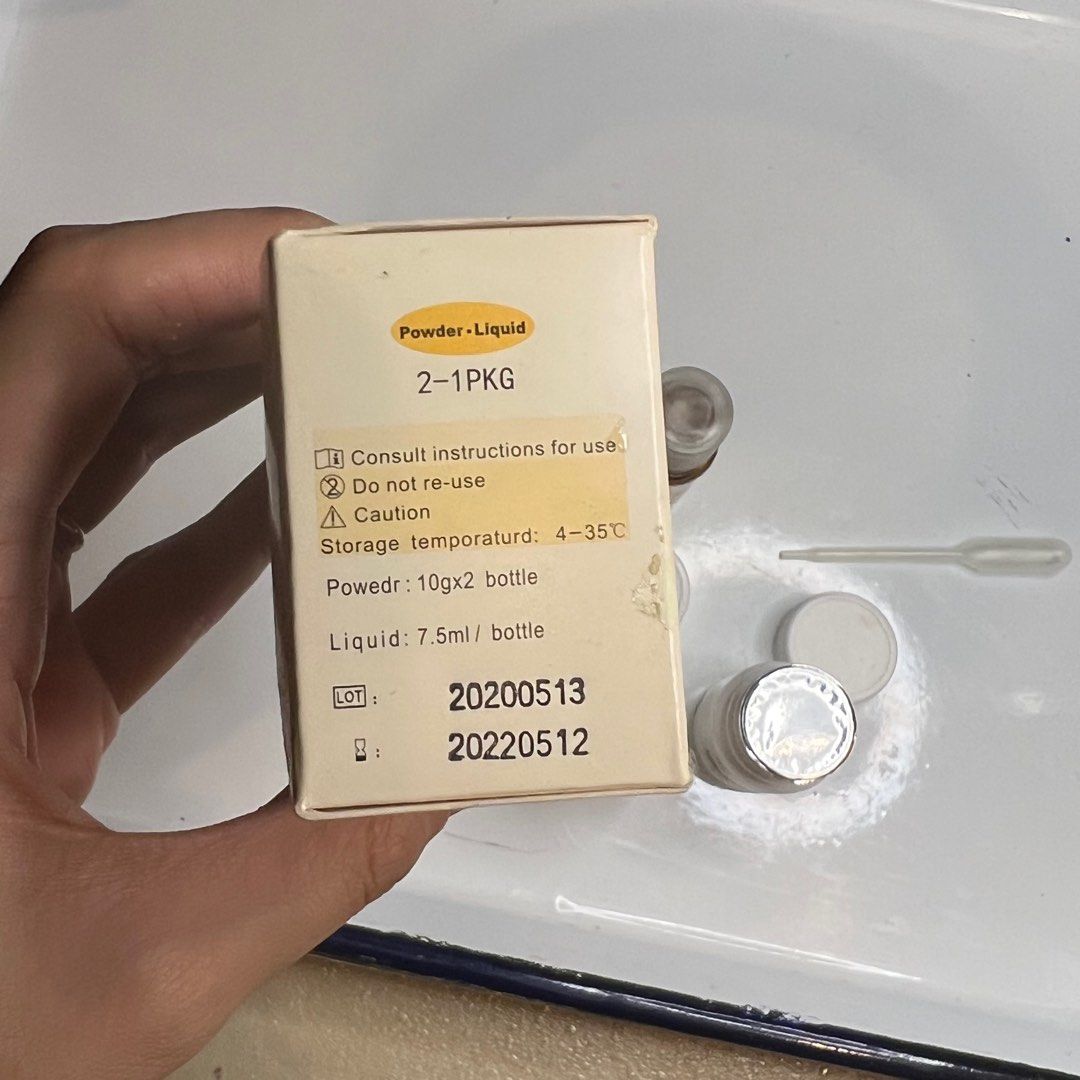 Powder·Liquid
2-1PKG
Consult instructions for use
2 Do not re-use
Caution
Storage temporaturd: 4-35℃
Powedr: 10gx2 bottle
Liquid: 7.5ml/ bottle
LOT : 20200513
: 20220512